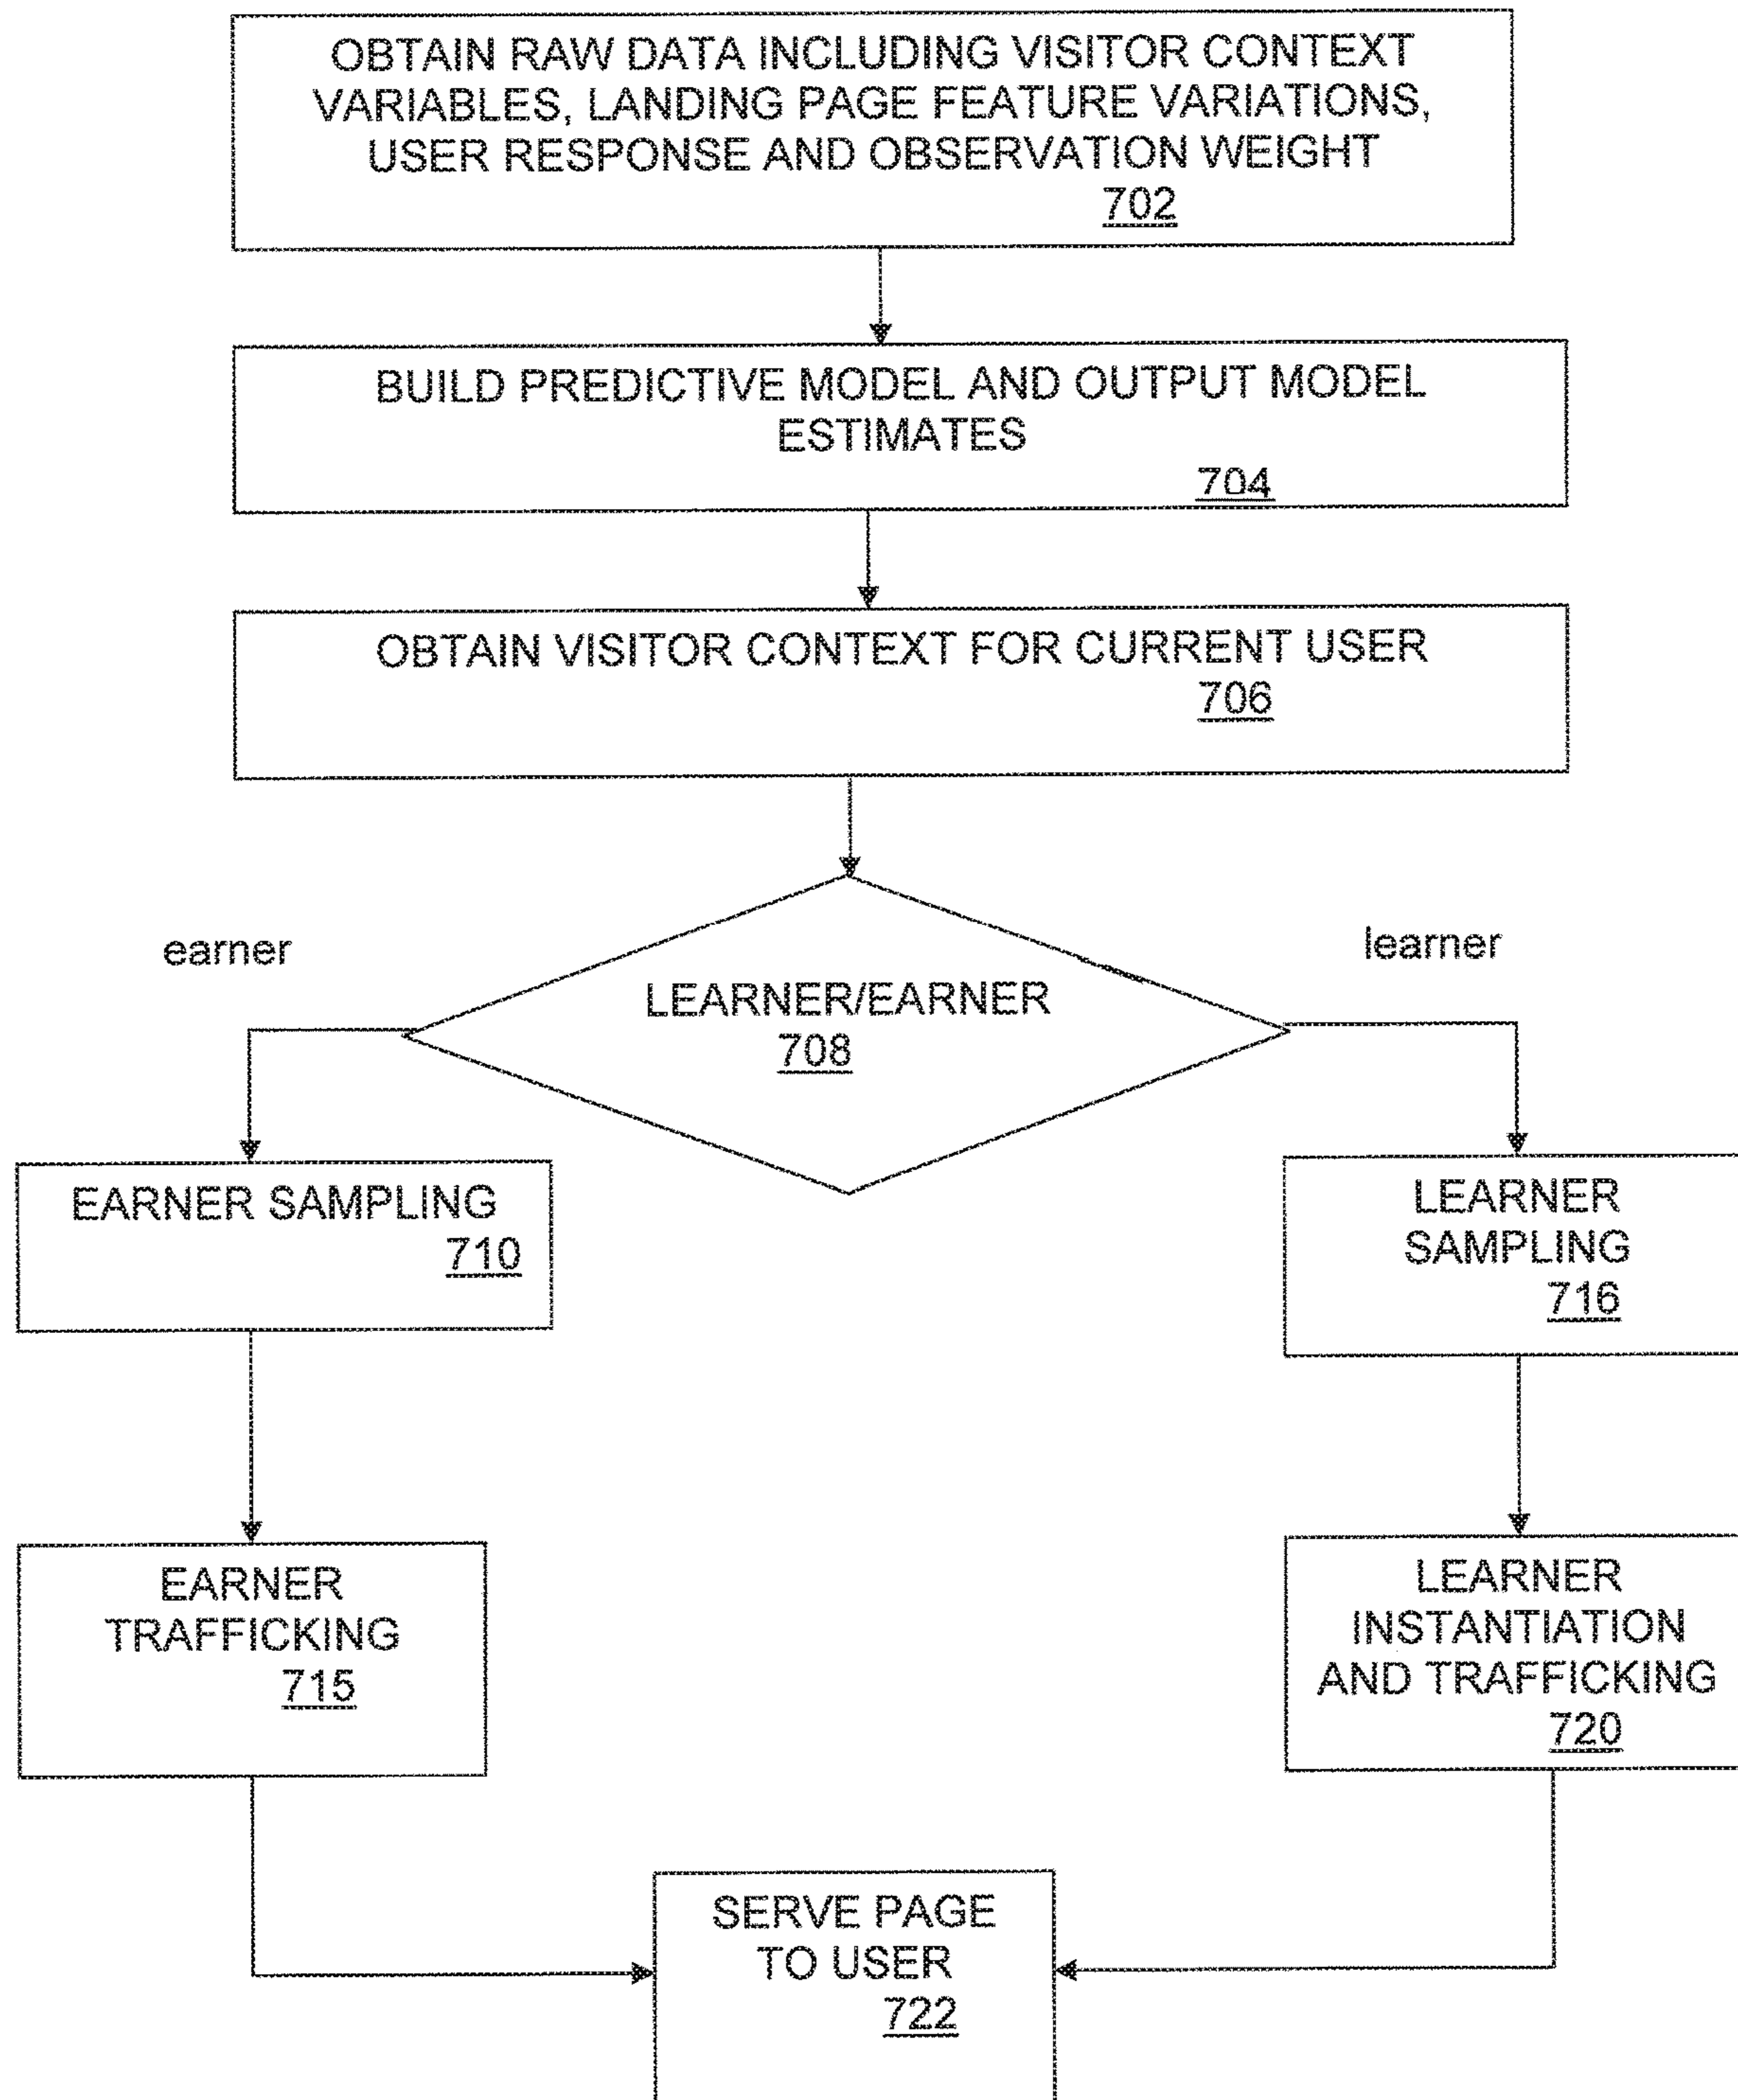 OBTAIN RAW DATA INCLUDING VISITOR CONTEXT
VARIABLES, LANDING PAGE FEATURE VARIATIONS,
USER RESPONSE AND OBSERVATION WEIGHT
702
BUILD PREDICTIVE MODEL AND OUTPUT MODEL
ESTIMATES
704
OBTAIN VISITOR CONTEXT FOR CURRENT USER
706
earner
learner
LEARNER/EARNER
708
EARNER SAMPLING
710
LEARNER
SAMPLING
716
EARNER
TRAFFICKING
715
LEARNER
INSTANTIATION
AND TRAFFICKING
720
SERVE PAGE
TO USER
722